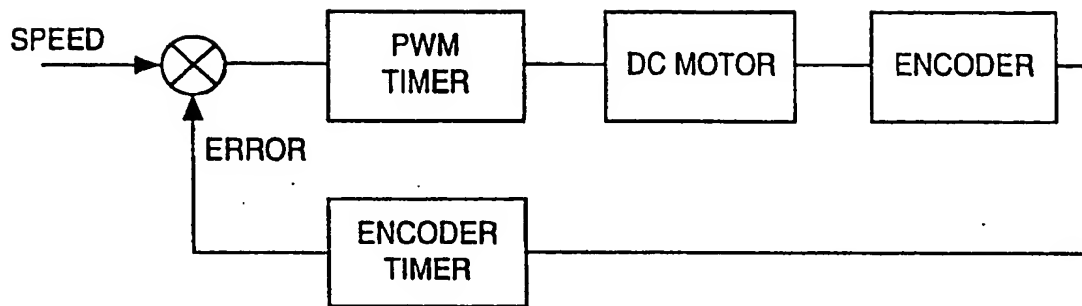 SPEED
PWM
TIMER
DC MOTOR
ENCODER
ERROR
ENCODER
TIMER